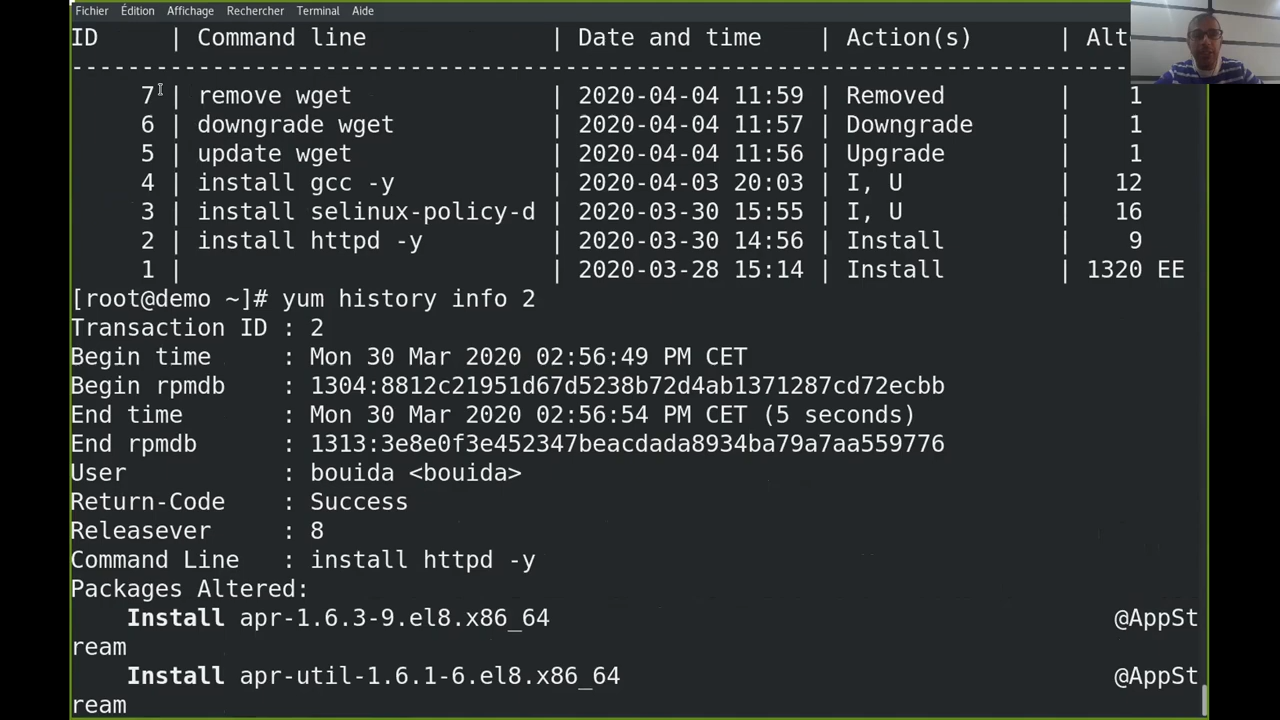 Fichier Édition Affichage Rechercher Terminal Aide
ID | Command line | Date and time | Action(s) | Alt
--------------------------------------------------------------------------------
7 | remove wget | 2020-04-04 11:59 | Removed | 1
6 | downgrade wget | 2020-04-04 11:57 | Downgrade | 1
5 | update wget | 2020-04-04 11:56 | Upgrade | 1
4 | install gcc -y | 2020-04-03 20:03 | I, U | 12
3 | install selinux-policy-d | 2020-03-30 15:55 | I, U | 16
2 | install httpd -y | 2020-03-30 14:56 | Install | 9
1 | | 2020-03-28 15:14 | Install | 1320 EE
[root@demo ~]# yum history info 2
Transaction ID : 2
Begin time : Mon 30 Mar 2020 02:56:49 PM CET
Begin rpmdb : 1304:8812c21951d67d5238b72d4ab1371287cd72ecbb
End time : Mon 30 Mar 2020 02:56:54 PM CET (5 seconds)
End rpmdb : 1313:3e8e0f3e452347beacdada8934ba79a7aa559776
User : bouida <bouida>
Return-Code : Success
Releasever : 8
Command Line : install httpd -y
Packages Altered:
Install apr-1.6.3-9.el8.x86_64 @AppSt
ream
Install apr-util-1.6.1-6.el8.x86_64 @AppSt
ream